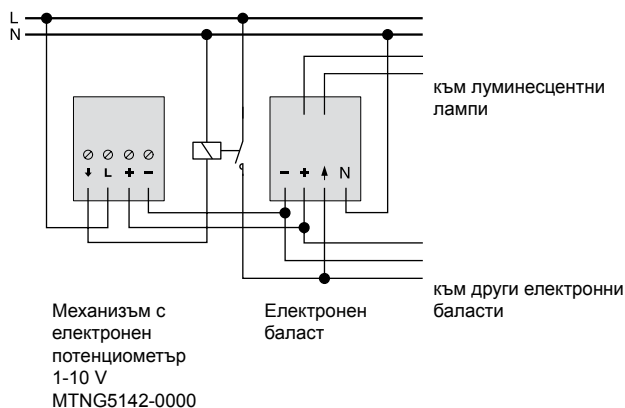 L
N
към луминесцентни
лампи
↓ L + −
− + ↑ N
към други електронни
баласти
Механизъм с
електронен
потенциометър
1-10 V
MTNG5142-0000
Електронен
баласт